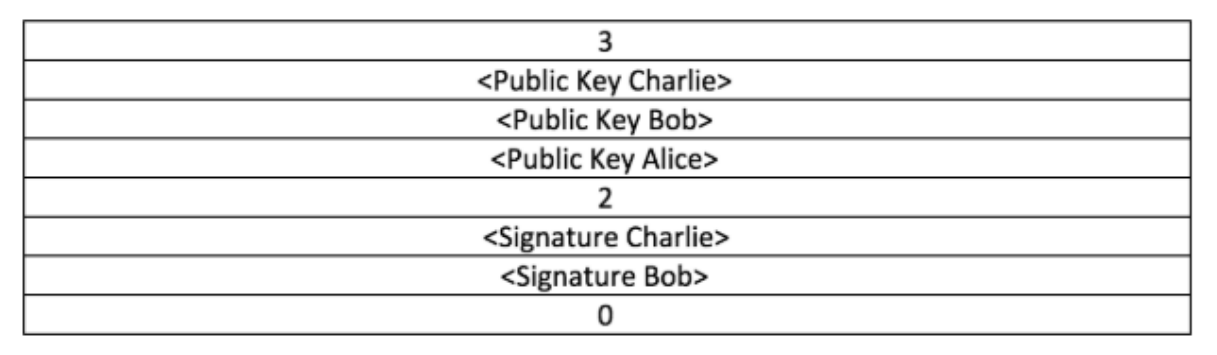 3
<Public Key Charlie>
<Public Key Bob>
<Public Key Alice>
2
<Signature Charlie>
<Signature Bob>
0